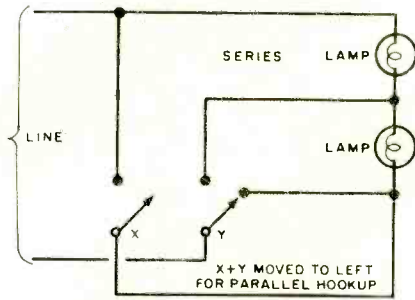 SERIES
LAMP
LAMP
LINE
X
Y
X+Y MOVED TO LEFT
FOR PARALLEL HOOKUP